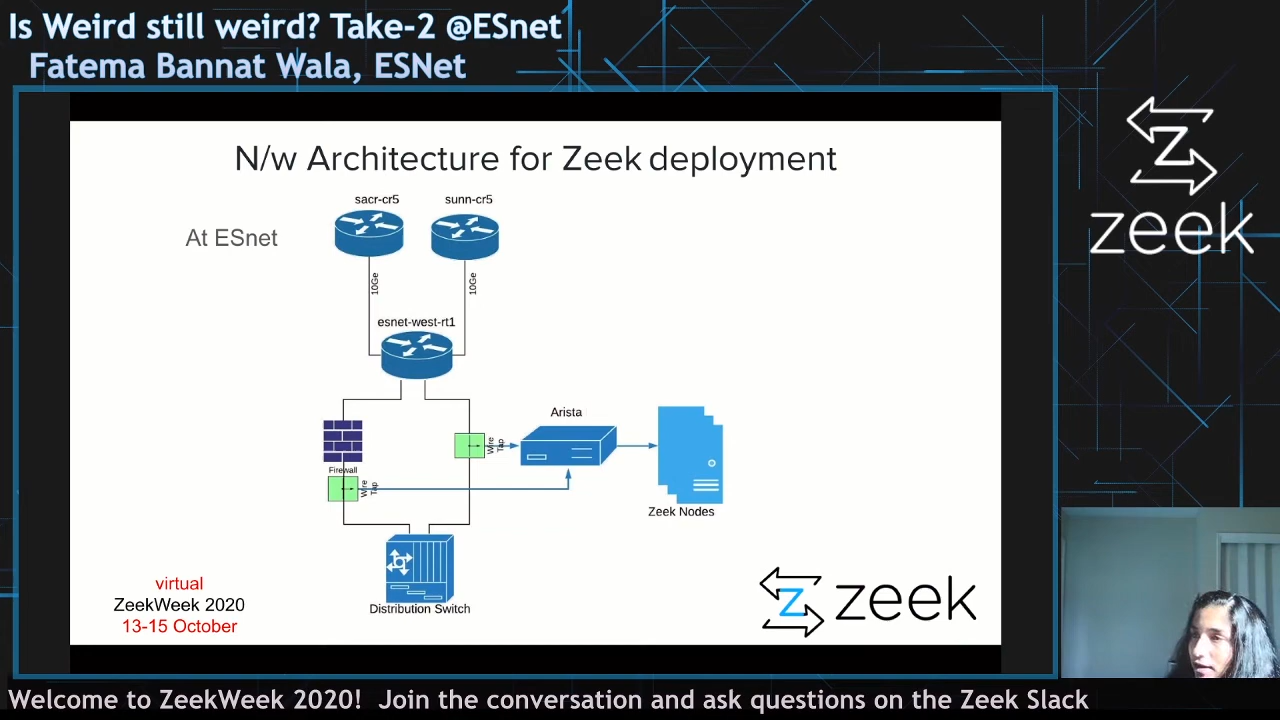 Is Weird still weird? Take-2 @ESnet
Fatema Bannat Wala, ESNet
zeek
N/w Architecture for Zeek deployment
At ESnet
sacr-cr5
sunn-cr5
10Ge
10Ge
esnet-west-rt1
Arista
Wire
Tap
Firewall
Wire
Tap
Zeek Nodes
Distribution Switch
virtual
ZeekWeek 2020
13-15 October
zeek
Welcome to ZeekWeek 2020! Join the conversation and ask questions on the Zeek Slack